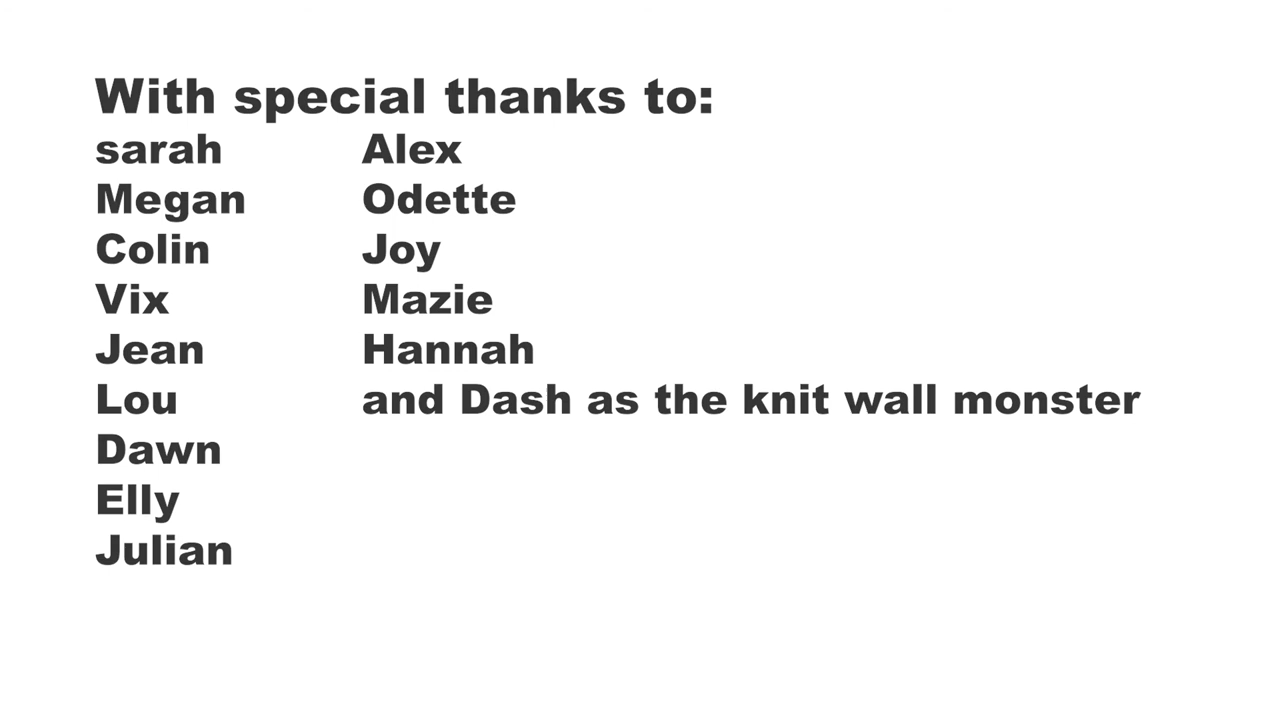 With special thanks to:
sarah
Megan
Colin
Vix
Jean
Lou
Dawn
Elly
Julian
Alex
Odette
Joy
Mazie
Hannah
and Dash as the knit wall monster